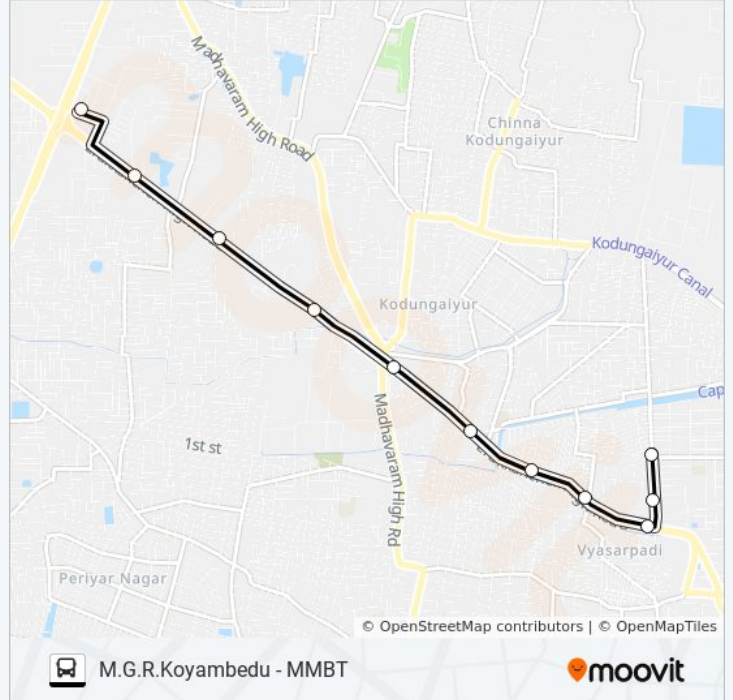 Madhavaram High Road
Chinna
Kodungaiyur
Kodungaiyur Canal
Kodungaiyur
Cap
Madhavaram High Rd
1st st
Vyasarpadi
Periyar Nagar
© OpenStreetMap contributors | © OpenMapTiles
M.G.R.Koyambedu - MMBT
moovit